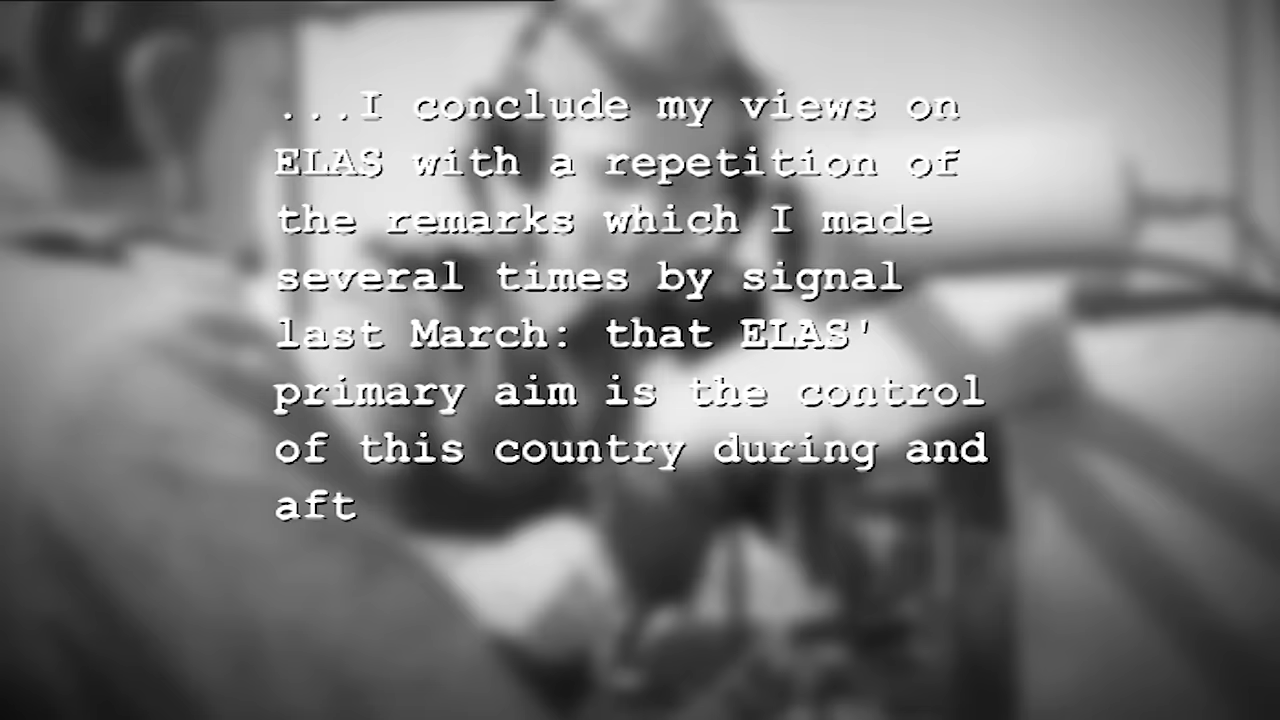 ...I conclude my views on
ELAS with a repetition of
the remarks which I made
several times by signal
last March: that ELAS'
primary aim is the control
of this country during and
aft